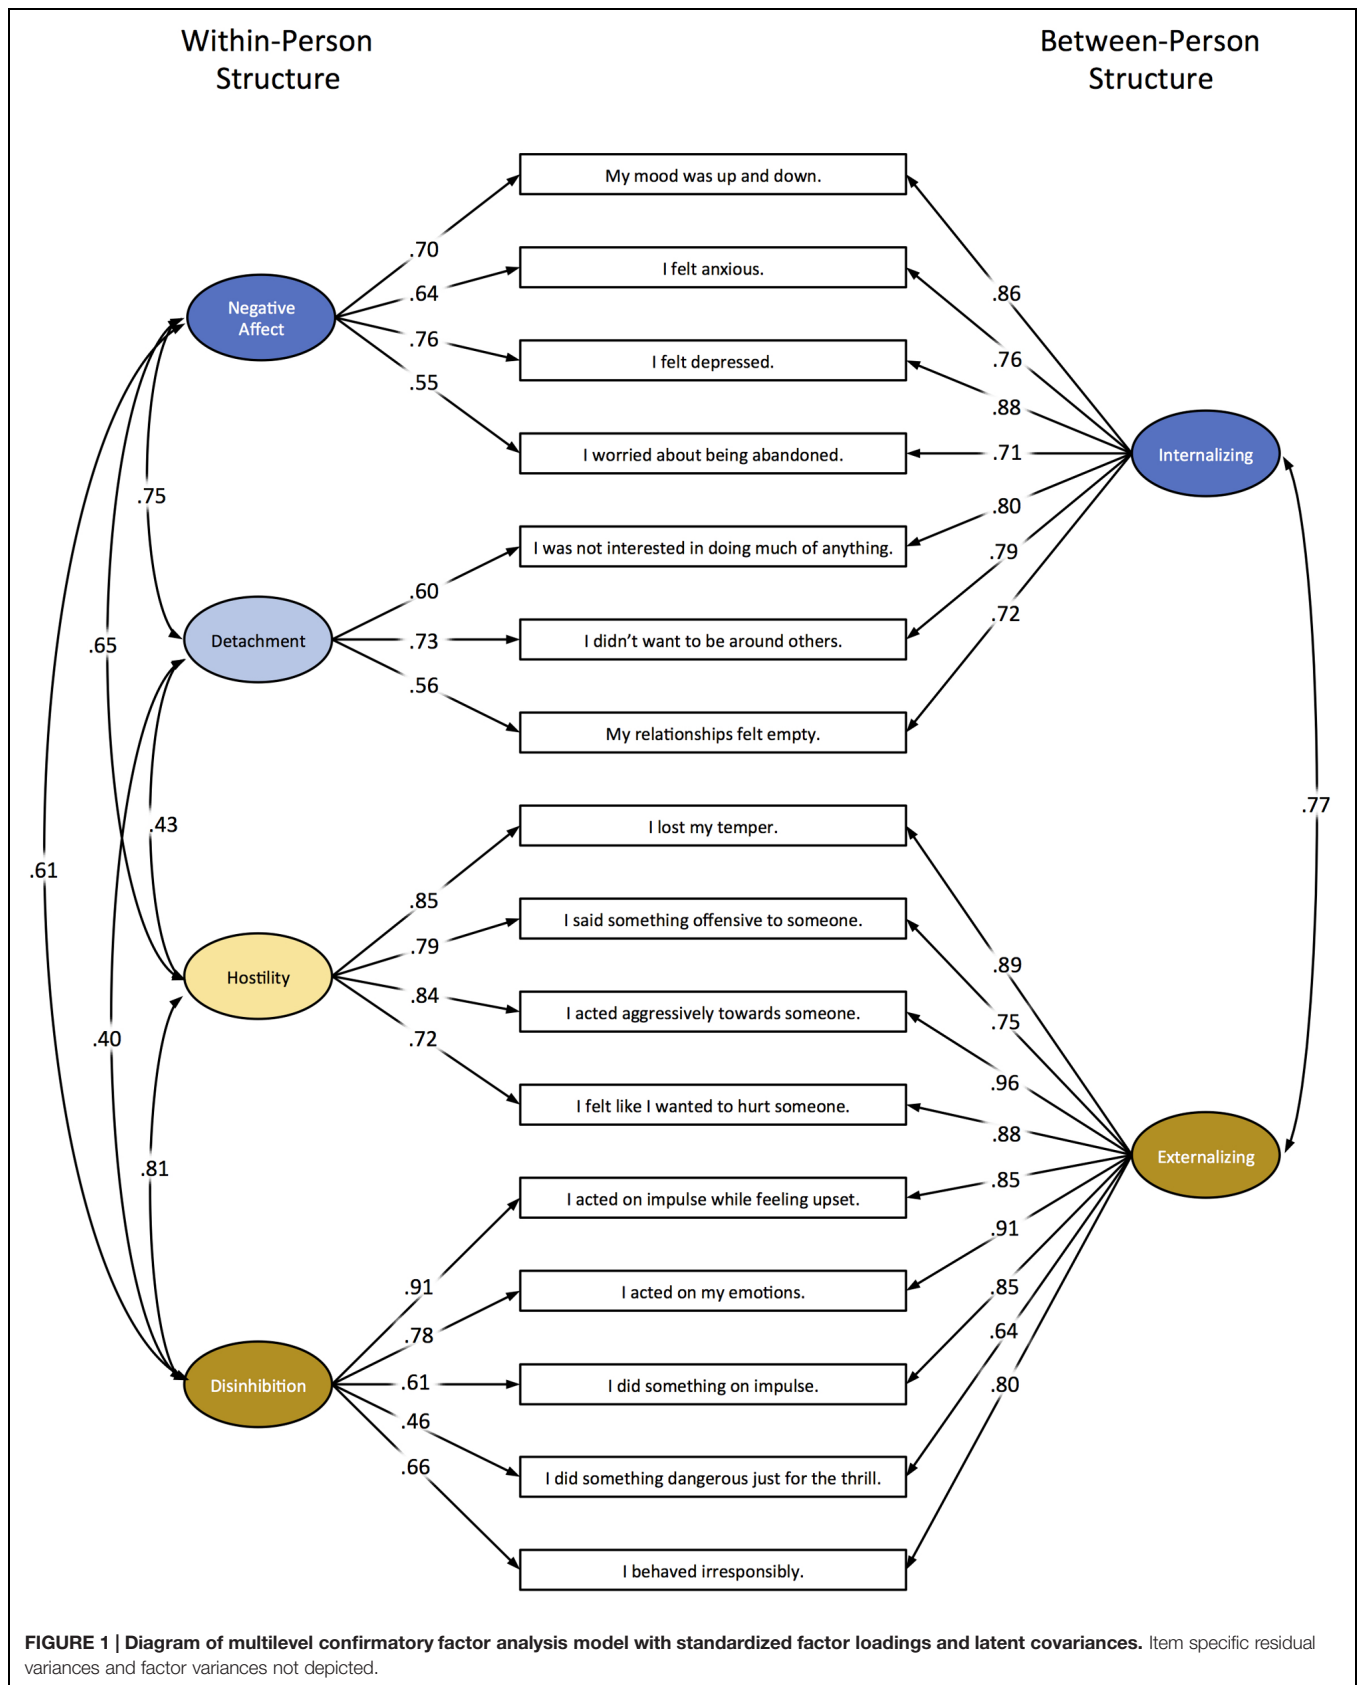 Within-Person
Structure
Between-Person
Structure
My mood was up and down.
.70
I felt anxious.
.64
.86
Negative
Affect
.76
I felt depressed.
.76
.55
.88
I worried about being abandoned.
.71
Internalizing
.75
.80
I was not interested in doing much of anything.
.79
.60
.72
Detachment
.73
I didn't want to be around others.
.65
.56
My relationships felt empty.
.77
.43
I lost my temper.
.61
.85
I said something offensive to someone.
.79
.89
Hostility
.84
I acted aggressively towards someone.
.75
.40
.72
.96
I felt like I wanted to hurt someone.
.88
Externalizing
.81
.85
I acted on impulse while feeling upset.
.91
.91
I acted on my emotions.
.85
.78
.64
Disinhibition
.61
I did something on impulse.
.80
.46
.66
I did something dangerous just for the thrill.
I behaved irresponsibly.
FIGURE 1 | Diagram of multilevel confirmatory factor analysis model with standardized factor loadings and latent covariances. Item specific residual
variances and factor variances not depicted.